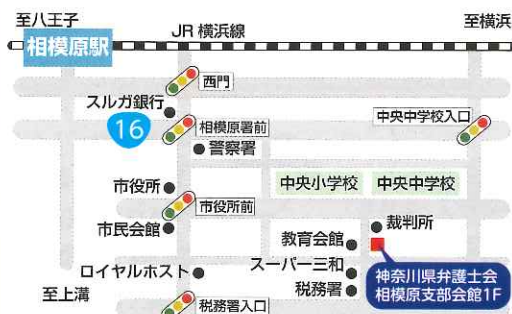 至八王子
JR 横浜線
至横浜
相模原駅
西門
スルガ銀行
16
相模原署前
中央中学校入口
警察署
市役所
中央小学校
中央中学校
市役所前
市民会館
裁判所
教育会館
ロイヤルホスト
スーパー三和
神奈川県弁護士会
相模原支部会館1F
至上溝
税務署
税務署入口